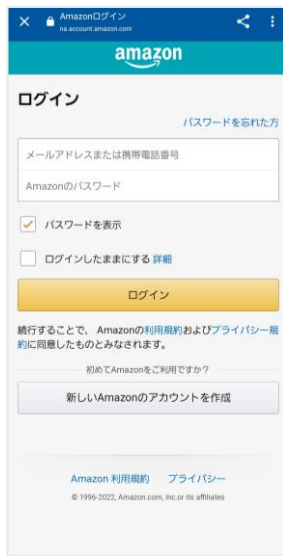 Amazonログイン
na.account.amazon.com
amazon
ログイン
パスワードを忘れた方
メールアドレスまたは携帯電話番号
Amazonのパスワード
パスワードを表示
ログインしたままにする 詳細
ログイン
続行することで、 Amazonの利用規約およびプライバシー規
約に同意したものとみなされます。
初めてAmazonをご利用ですか？
新しいAmazonのアカウントを作成
Amazon 利用規約 プライバシー
© 1996-2022, Amazon.com, Inc.or its affiliates